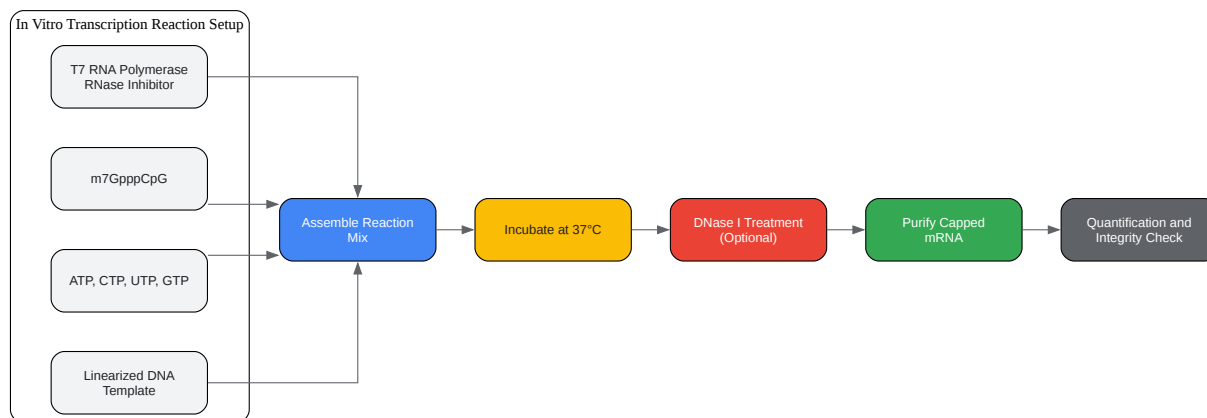 In Vitro Transcription Reaction Setup
T7 RNA Polymerase
RNase Inhibitor
m7GpppCpG
ATP, CTP, UTP, GTP
Linearized DNA
Template
Assemble Reaction
Mix
Incubate at 37°C
DNase I Treatment
(Optional)
Purify Capped
mRNA
Quantification and
Integrity Check